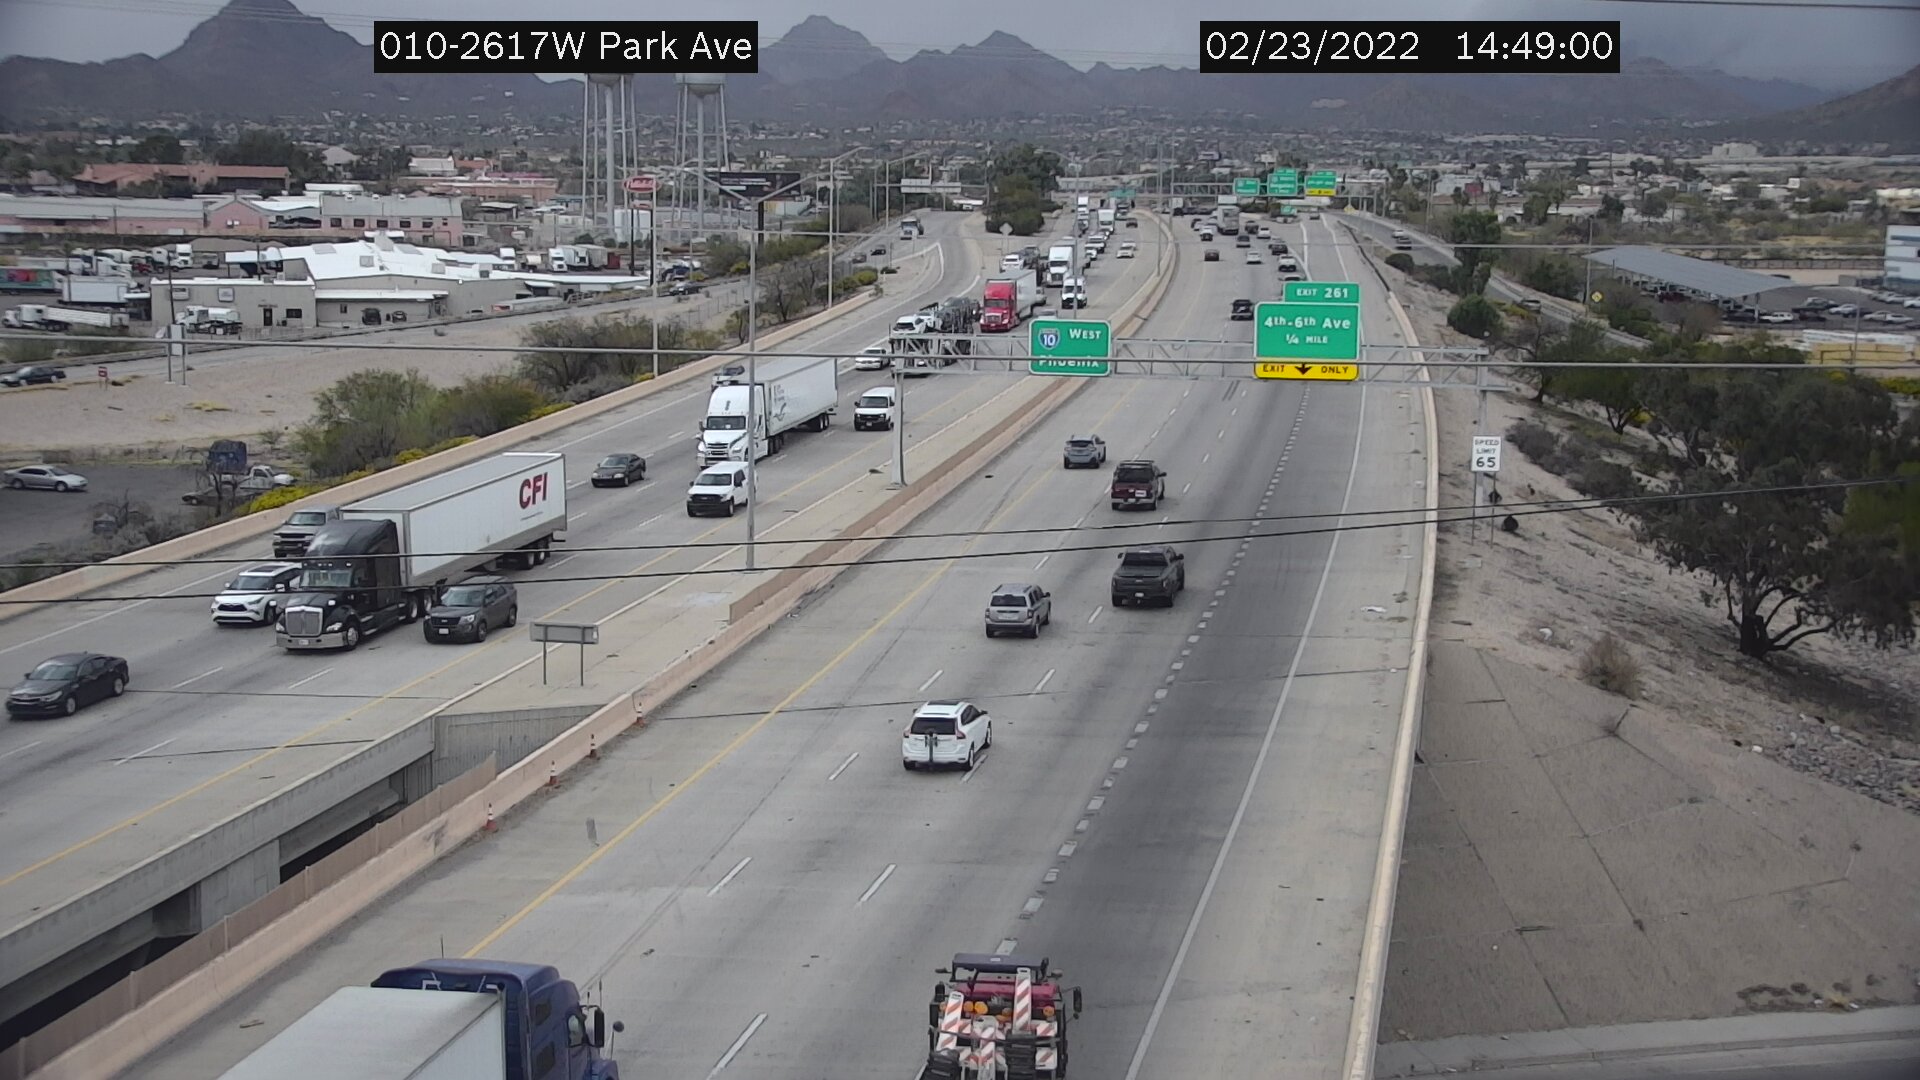 010-2617W Park Ave
02/23/2022 14:49:00
EXIT 261
4th-6th Ave
1/4 MILE
EXIT ONLY
10 WEST
Phoenix
SPEED
LIMIT
65
CFI